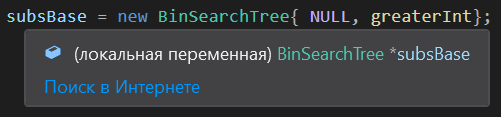 subsBase = new BinSearchTree{ NULL, greaterInt};
(локальная переменная) BinSearchTree *subsBase
Поиск в Интернете